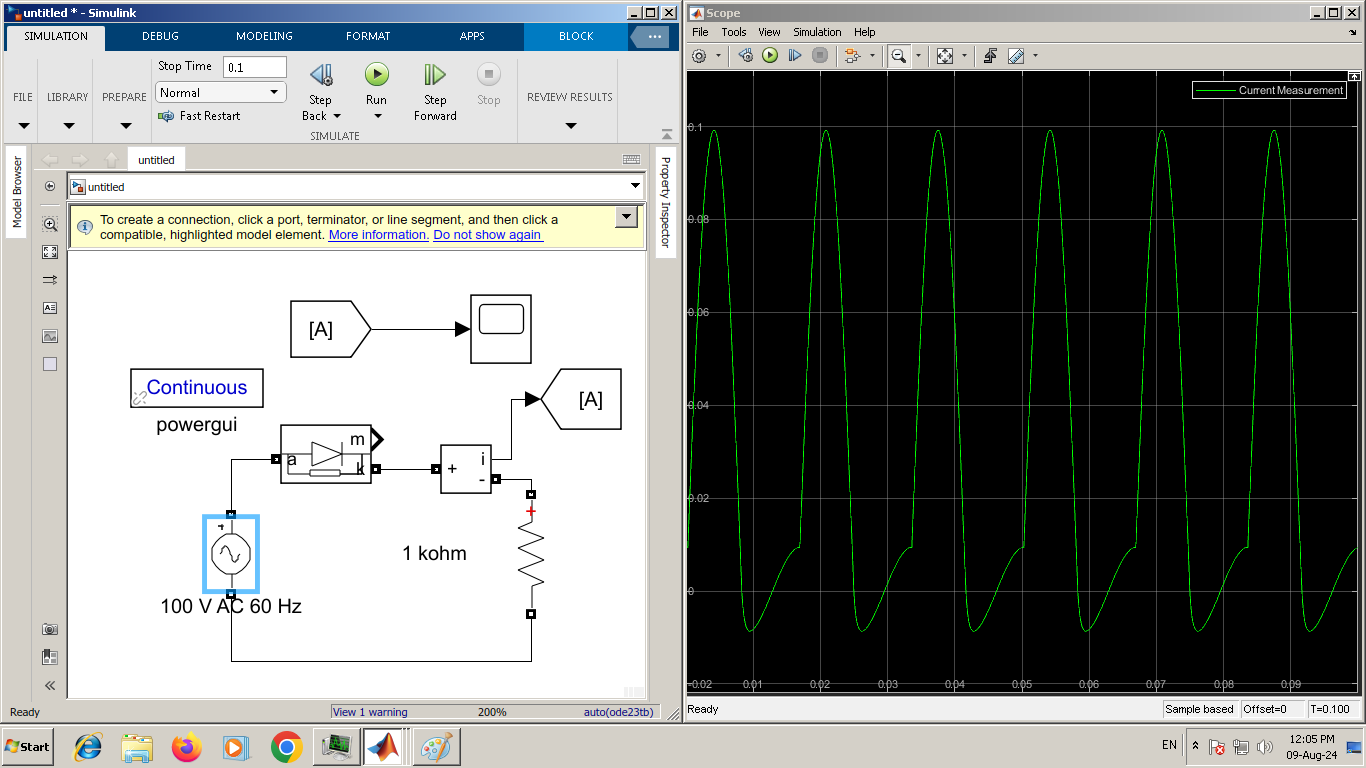 untitled * - Simulink
SIMULATION DEBUG MODELING FORMAT APPS BLOCK
Stop Time 0.1
Normal
Fast Restart
FILE LIBRARY PREPARE
Step Back
Run
Step Forward
Stop
REVIEW RESULTS
SIMULATE
Model Browser
untitled
untitled
Property Inspector
To create a connection, click a port, terminator, or line segment, and then click a
compatible, highlighted model element. More information. Do not show again
[A]
Continuous
powergui
[A]
m
a
k
+
i
-
+
+
1 kohm
100 V AC 60 Hz
Ready
View 1 warning
200%
auto(ode23tb)
Scope
File Tools View Simulation Help
Current Measurement
0.1
0.08
0.06
0.04
0.02
0
-0.02 0.01 0.02 0.03 0.04 0.05 0.06 0.07 0.08 0.09
Ready
Sample based Offset=0 T=0.100
Start
EN
12:05 PM
09-Aug-24